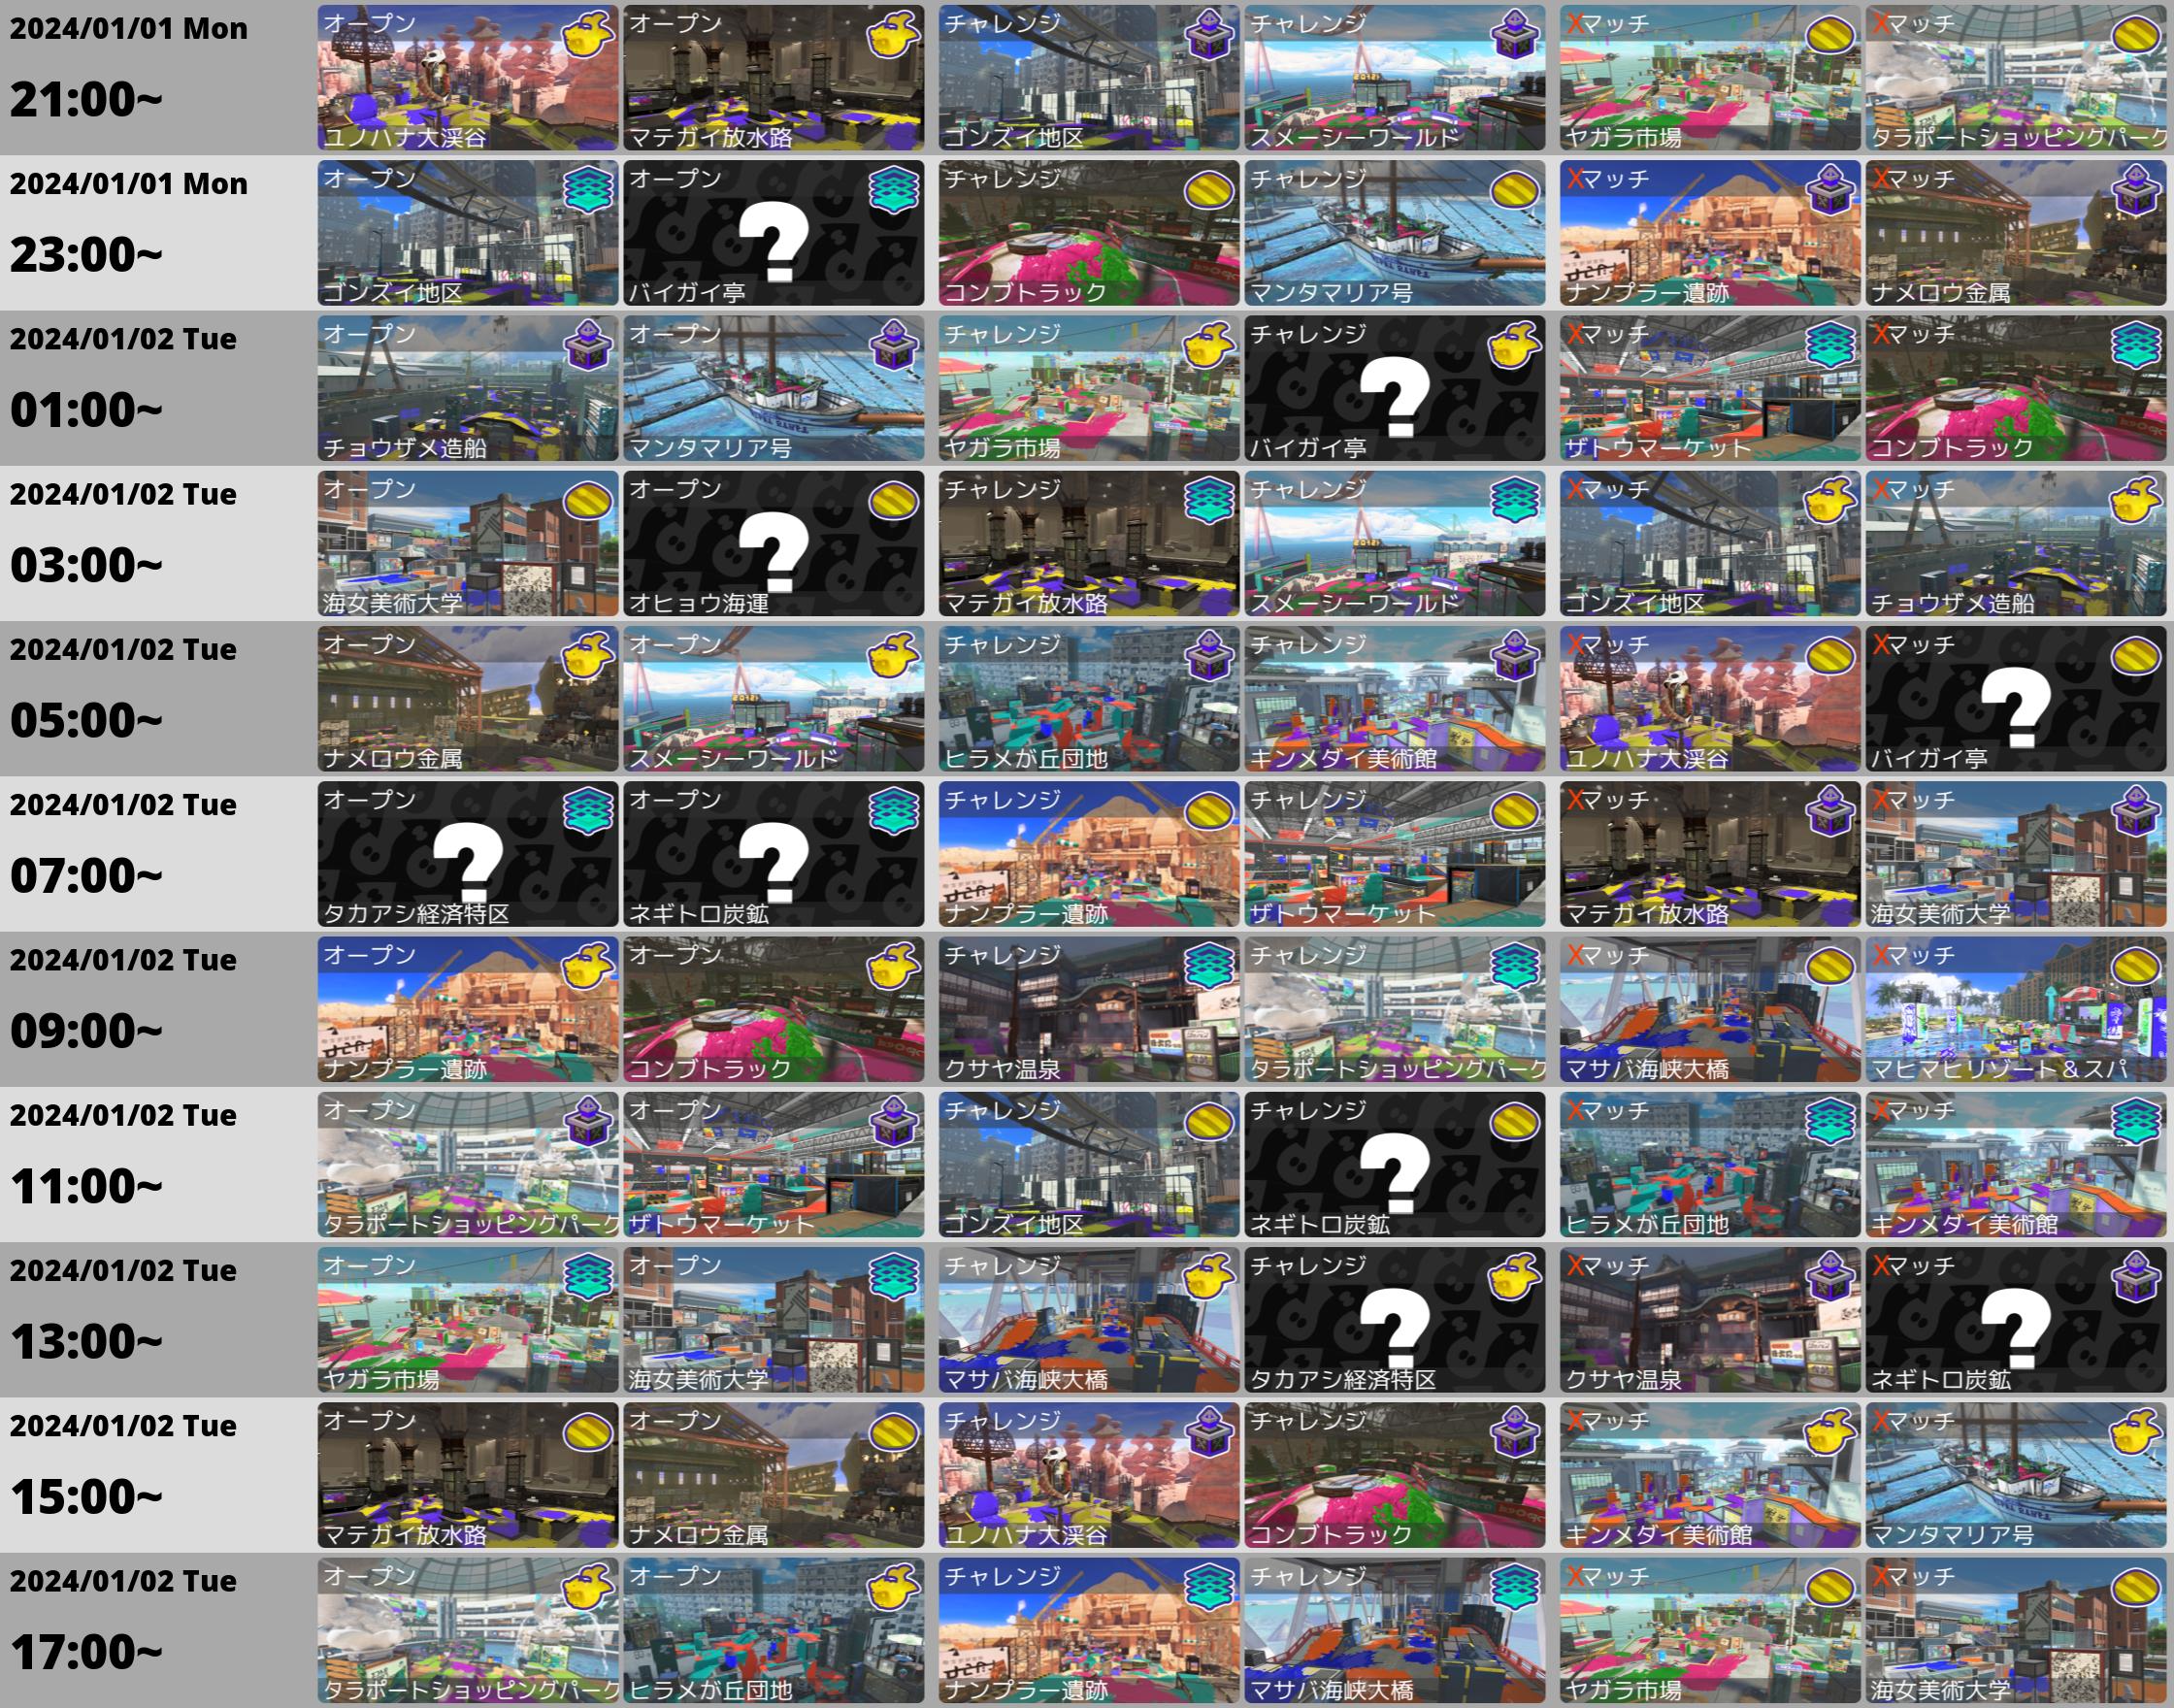 2024/01/01 Mon
21:00~
オープン オープン チャレンジ チャレンジ Xマッチ Xマッチ
ユノハナ大渓谷 マテガイ放水路 ゴンズイ地区 スメーシーワールド ヤガラ市場 タラポートショッピングパーク
2024/01/01 Mon
23:00~
オープン オープン チャレンジ チャレンジ Xマッチ Xマッチ
ゴンズイ地区 バイガイ亭 コンブトラック マンタマリア号 ナンプラー遺跡 ナメロウ金属
2024/01/02 Tue
01:00~
オープン オープン チャレンジ チャレンジ Xマッチ Xマッチ
チョウザメ造船 マンタマリア号 ヤガラ市場 バイガイ亭 ザトウマーケット コンブトラック
2024/01/02 Tue
03:00~
オープン オープン チャレンジ チャレンジ Xマッチ Xマッチ
海女美術大学 オヒョウ海運 マテガイ放水路 スメーシーワールド ゴンズイ地区 チョウザメ造船
2024/01/02 Tue
05:00~
オープン オープン チャレンジ チャレンジ Xマッチ Xマッチ
ナメロウ金属 スメーシーワールド ヒラメが丘団地 キンメダイ美術館 ユノハナ大渓谷 バイガイ亭
2024/01/02 Tue
07:00~
オープン オープン チャレンジ チャレンジ Xマッチ Xマッチ
タカアシ経済特区 ネギトロ炭鉱 ナンプラー遺跡 ザトウマーケット マテガイ放水路 海女美術大学
2024/01/02 Tue
09:00~
オープン オープン チャレンジ チャレンジ Xマッチ Xマッチ
ナンプラー遺跡 コンブトラック クサヤ温泉 タラポートショッピングパーク マサバ海峡大橋 マヒマヒリゾート＆スパ
2024/01/02 Tue
11:00~
オープン オープン チャレンジ チャレンジ Xマッチ Xマッチ
タラポートショッピングパーク ザトウマーケット ゴンズイ地区 ネギトロ炭鉱 ヒラメが丘団地 キンメダイ美術館
2024/01/02 Tue
13:00~
オープン オープン チャレンジ チャレンジ Xマッチ Xマッチ
ヤガラ市場 海女美術大学 マサバ海峡大橋 タカアシ経済特区 クサヤ温泉 ネギトロ炭鉱
2024/01/02 Tue
15:00~
オープン オープン チャレンジ チャレンジ Xマッチ Xマッチ
マテガイ放水路 ナメロウ金属 ユノハナ大渓谷 コンブトラック キンメダイ美術館 マンタマリア号
2024/01/02 Tue
17:00~
オープン オープン チャレンジ チャレンジ Xマッチ Xマッチ
タラポートショッピングパーク ヒラメが丘団地 ナンプラー遺跡 マサバ海峡大橋 ヤガラ市場 海女美術大学